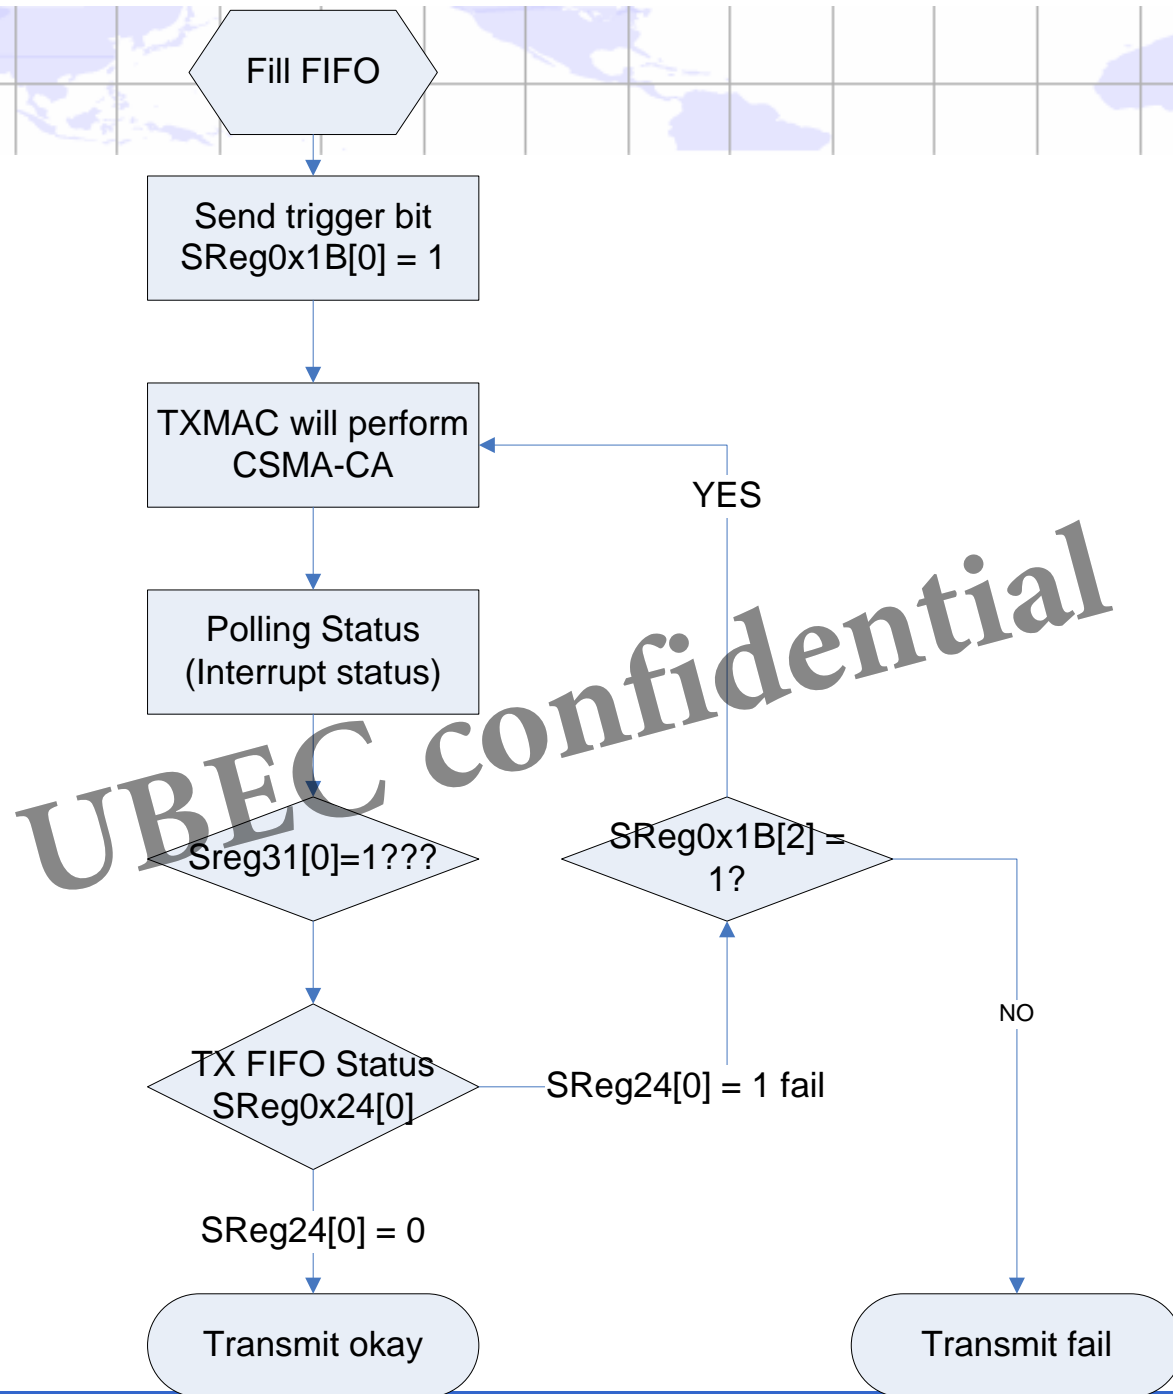 Fill FIFO
Send trigger bit
SReg0x1B[0] = 1
TXMAC will perform
CSMA-CA
YES
Polling Status
(Interrupt status)
UBEC confidential
Sreg31[0]=1???
SReg0x1B[2] =
1?
NO
TX FIFO Status
SReg0x24[0]
SReg24[0] = 1 fail
SReg24[0] = 0
Transmit okay
Transmit fail